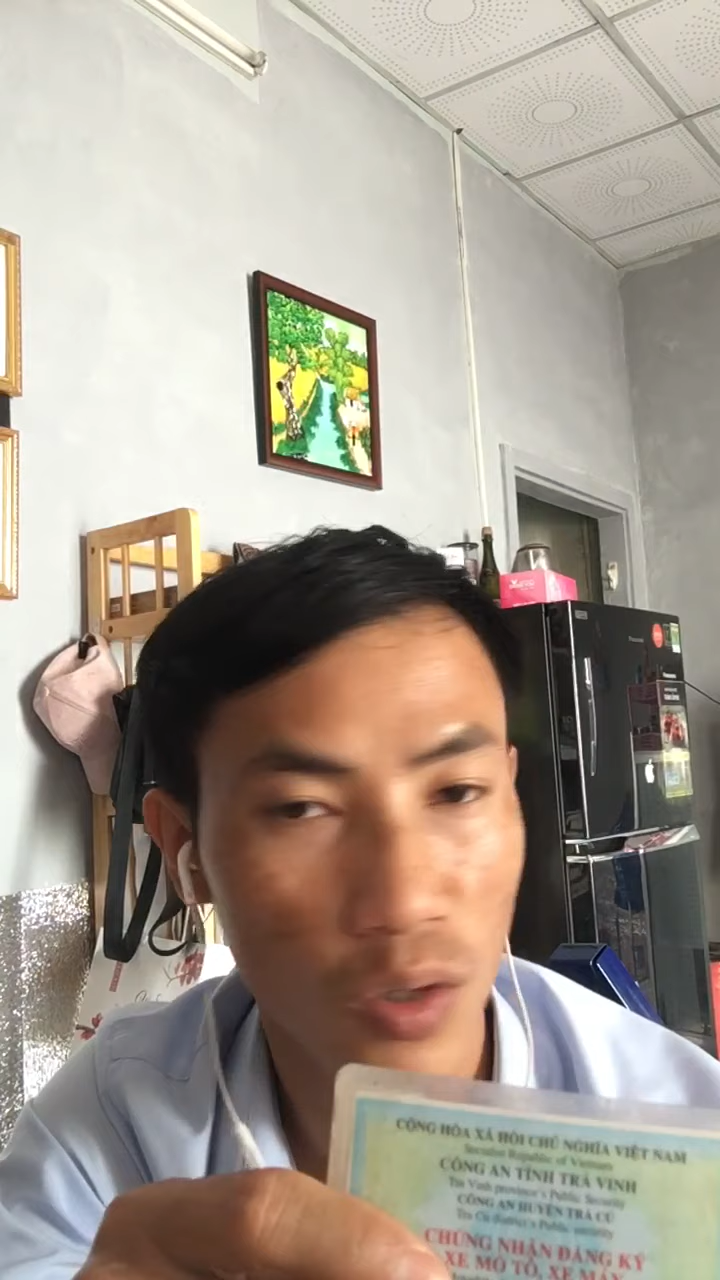 CỘNG HÒA XÃ HỘI CHỦ NGHĨA VIỆT NAM
Socialist Republic of Vietnam
CÔNG AN TỈNH TRÀ VINH
Tra Vinh province's Public Security
CÔNG AN HUYỆN TRÀ CÚ
Tra Cu district's Public security
CHỨNG NHẬN ĐĂNG KÝ
XE MÔ TÔ, XE MÁY
Panasonic